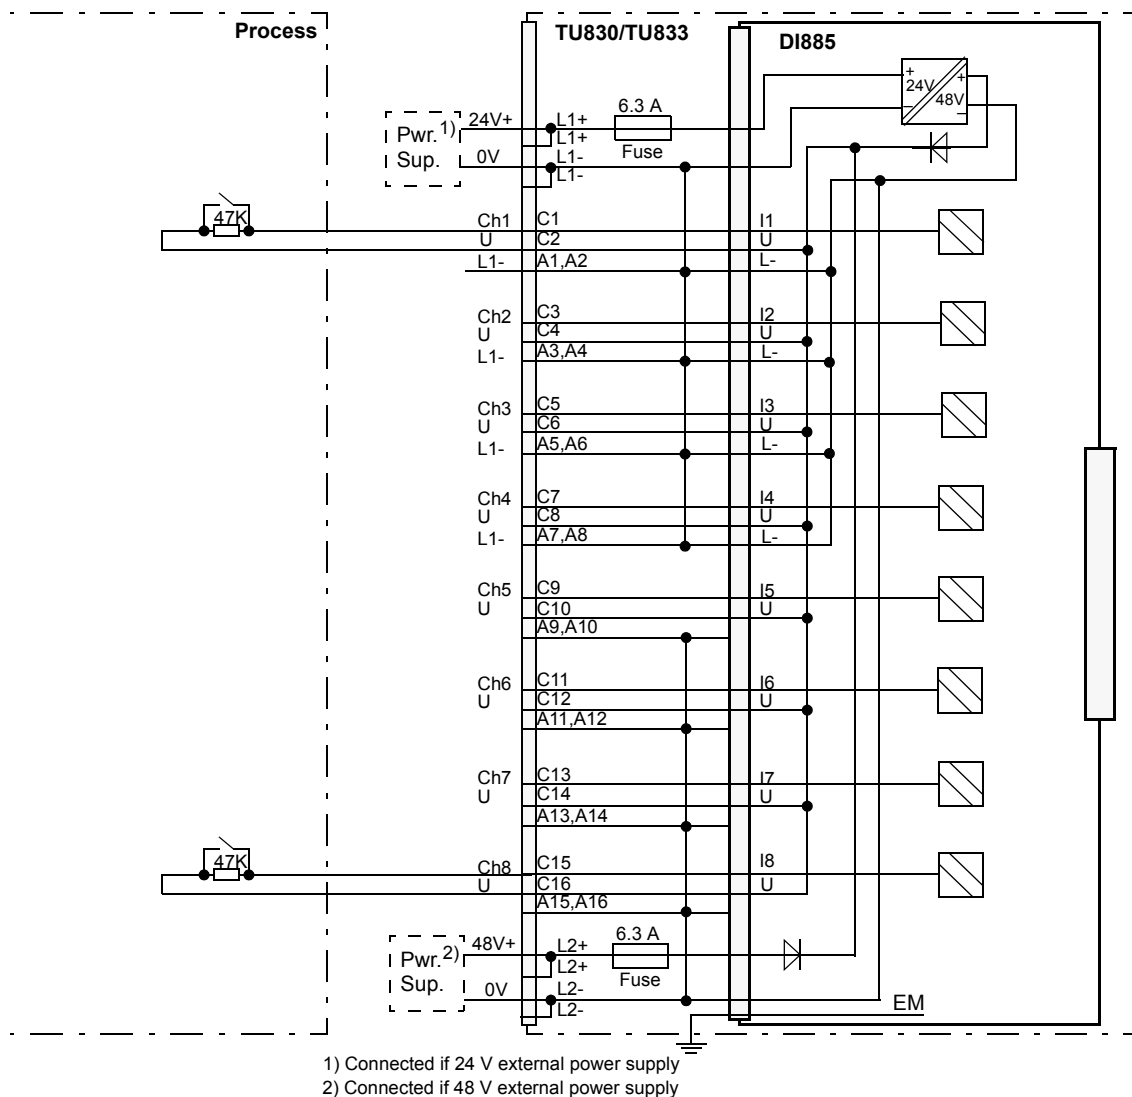 Process
TU830/TU833
DI885
+
24V
+
48V
–
–
6.3 A
Fuse
Pwr.1)
Sup.
24V+
0V
L1+
L1+
L1-
L1-
47K
Ch1
U
L1-
C1
C2
A1,A2
I1
U
L-
Ch2
U
L1-
C3
C4
A3,A4
I2
U
L-
Ch3
U
L1-
C5
C6
A5,A6
I3
U
L-
Ch4
U
L1-
C7
C8
A7,A8
I4
U
L-
Ch5
U
C9
C10
A9,A10
I5
U
Ch6
U
C11
C12
A11,A12
I6
U
Ch7
U
C13
C14
A13,A14
I7
U
47K
Ch8
U
C15
C16
A15,A16
I8
U
Pwr.2)
Sup.
48V+
0V
L2+
L2+
L2-
L2-
6.3 A
Fuse
EM
1) Connected if 24 V external power supply
2) Connected if 48 V external power supply